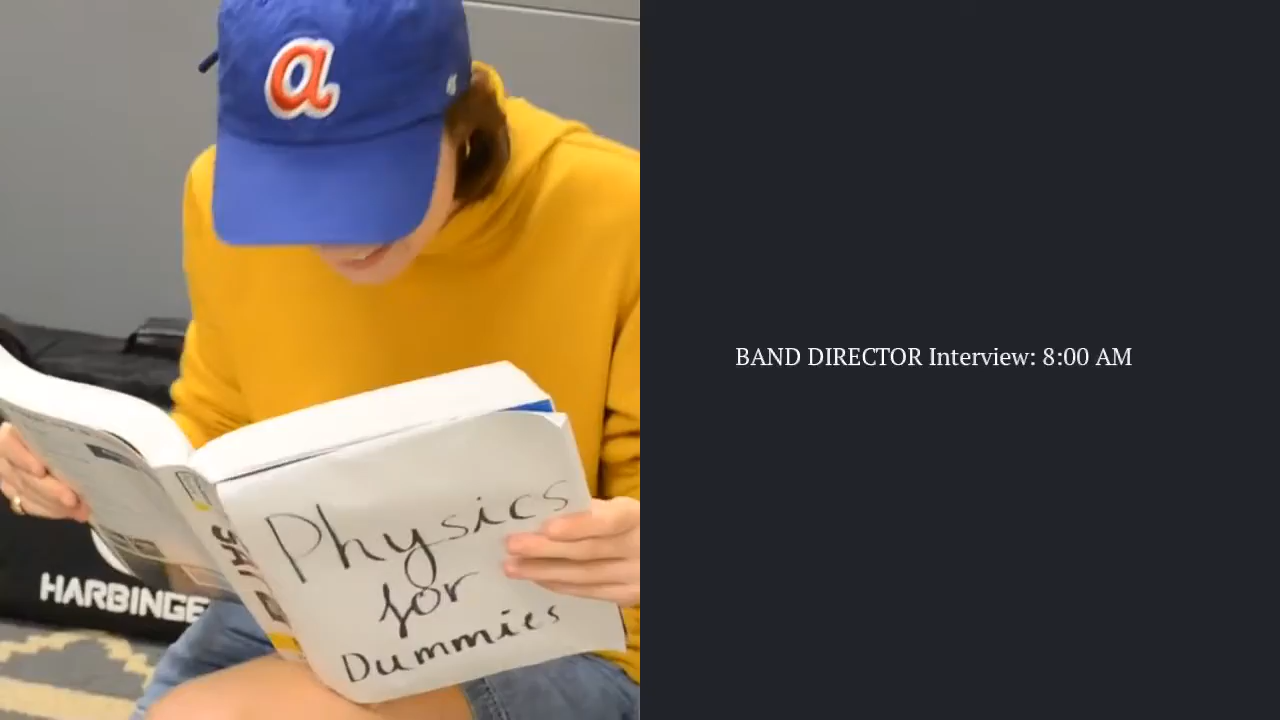 a
Physics
for
Dummies
HARBINGE
BAND DIRECTOR Interview: 8:00 AM